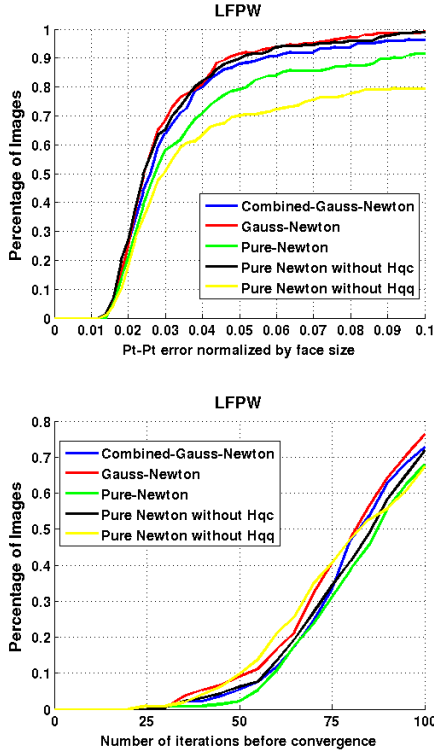 LFPW
Percentage of Images
1
0.9
0.8
0.7
0.6
0.5
0.4
0.3
0.2
0.1
0
Combined-Gauss-Newton
Gauss-Newton
Pure-Newton
Pure Newton without Hqc
Pure Newton without Hqq
0 0.01 0.02 0.03 0.04 0.05 0.06 0.07 0.08 0.09 0.1
Pt-Pt error normalized by face size
LFPW
Percentage of Images
0.8
0.7
0.6
0.5
0.4
0.3
0.2
0.1
0
Combined-Gauss-Newton
Gauss-Newton
Pure-Newton
Pure Newton without Hqc
Pure Newton without Hqq
0 25 50 75 100
Number of iterations before convergence